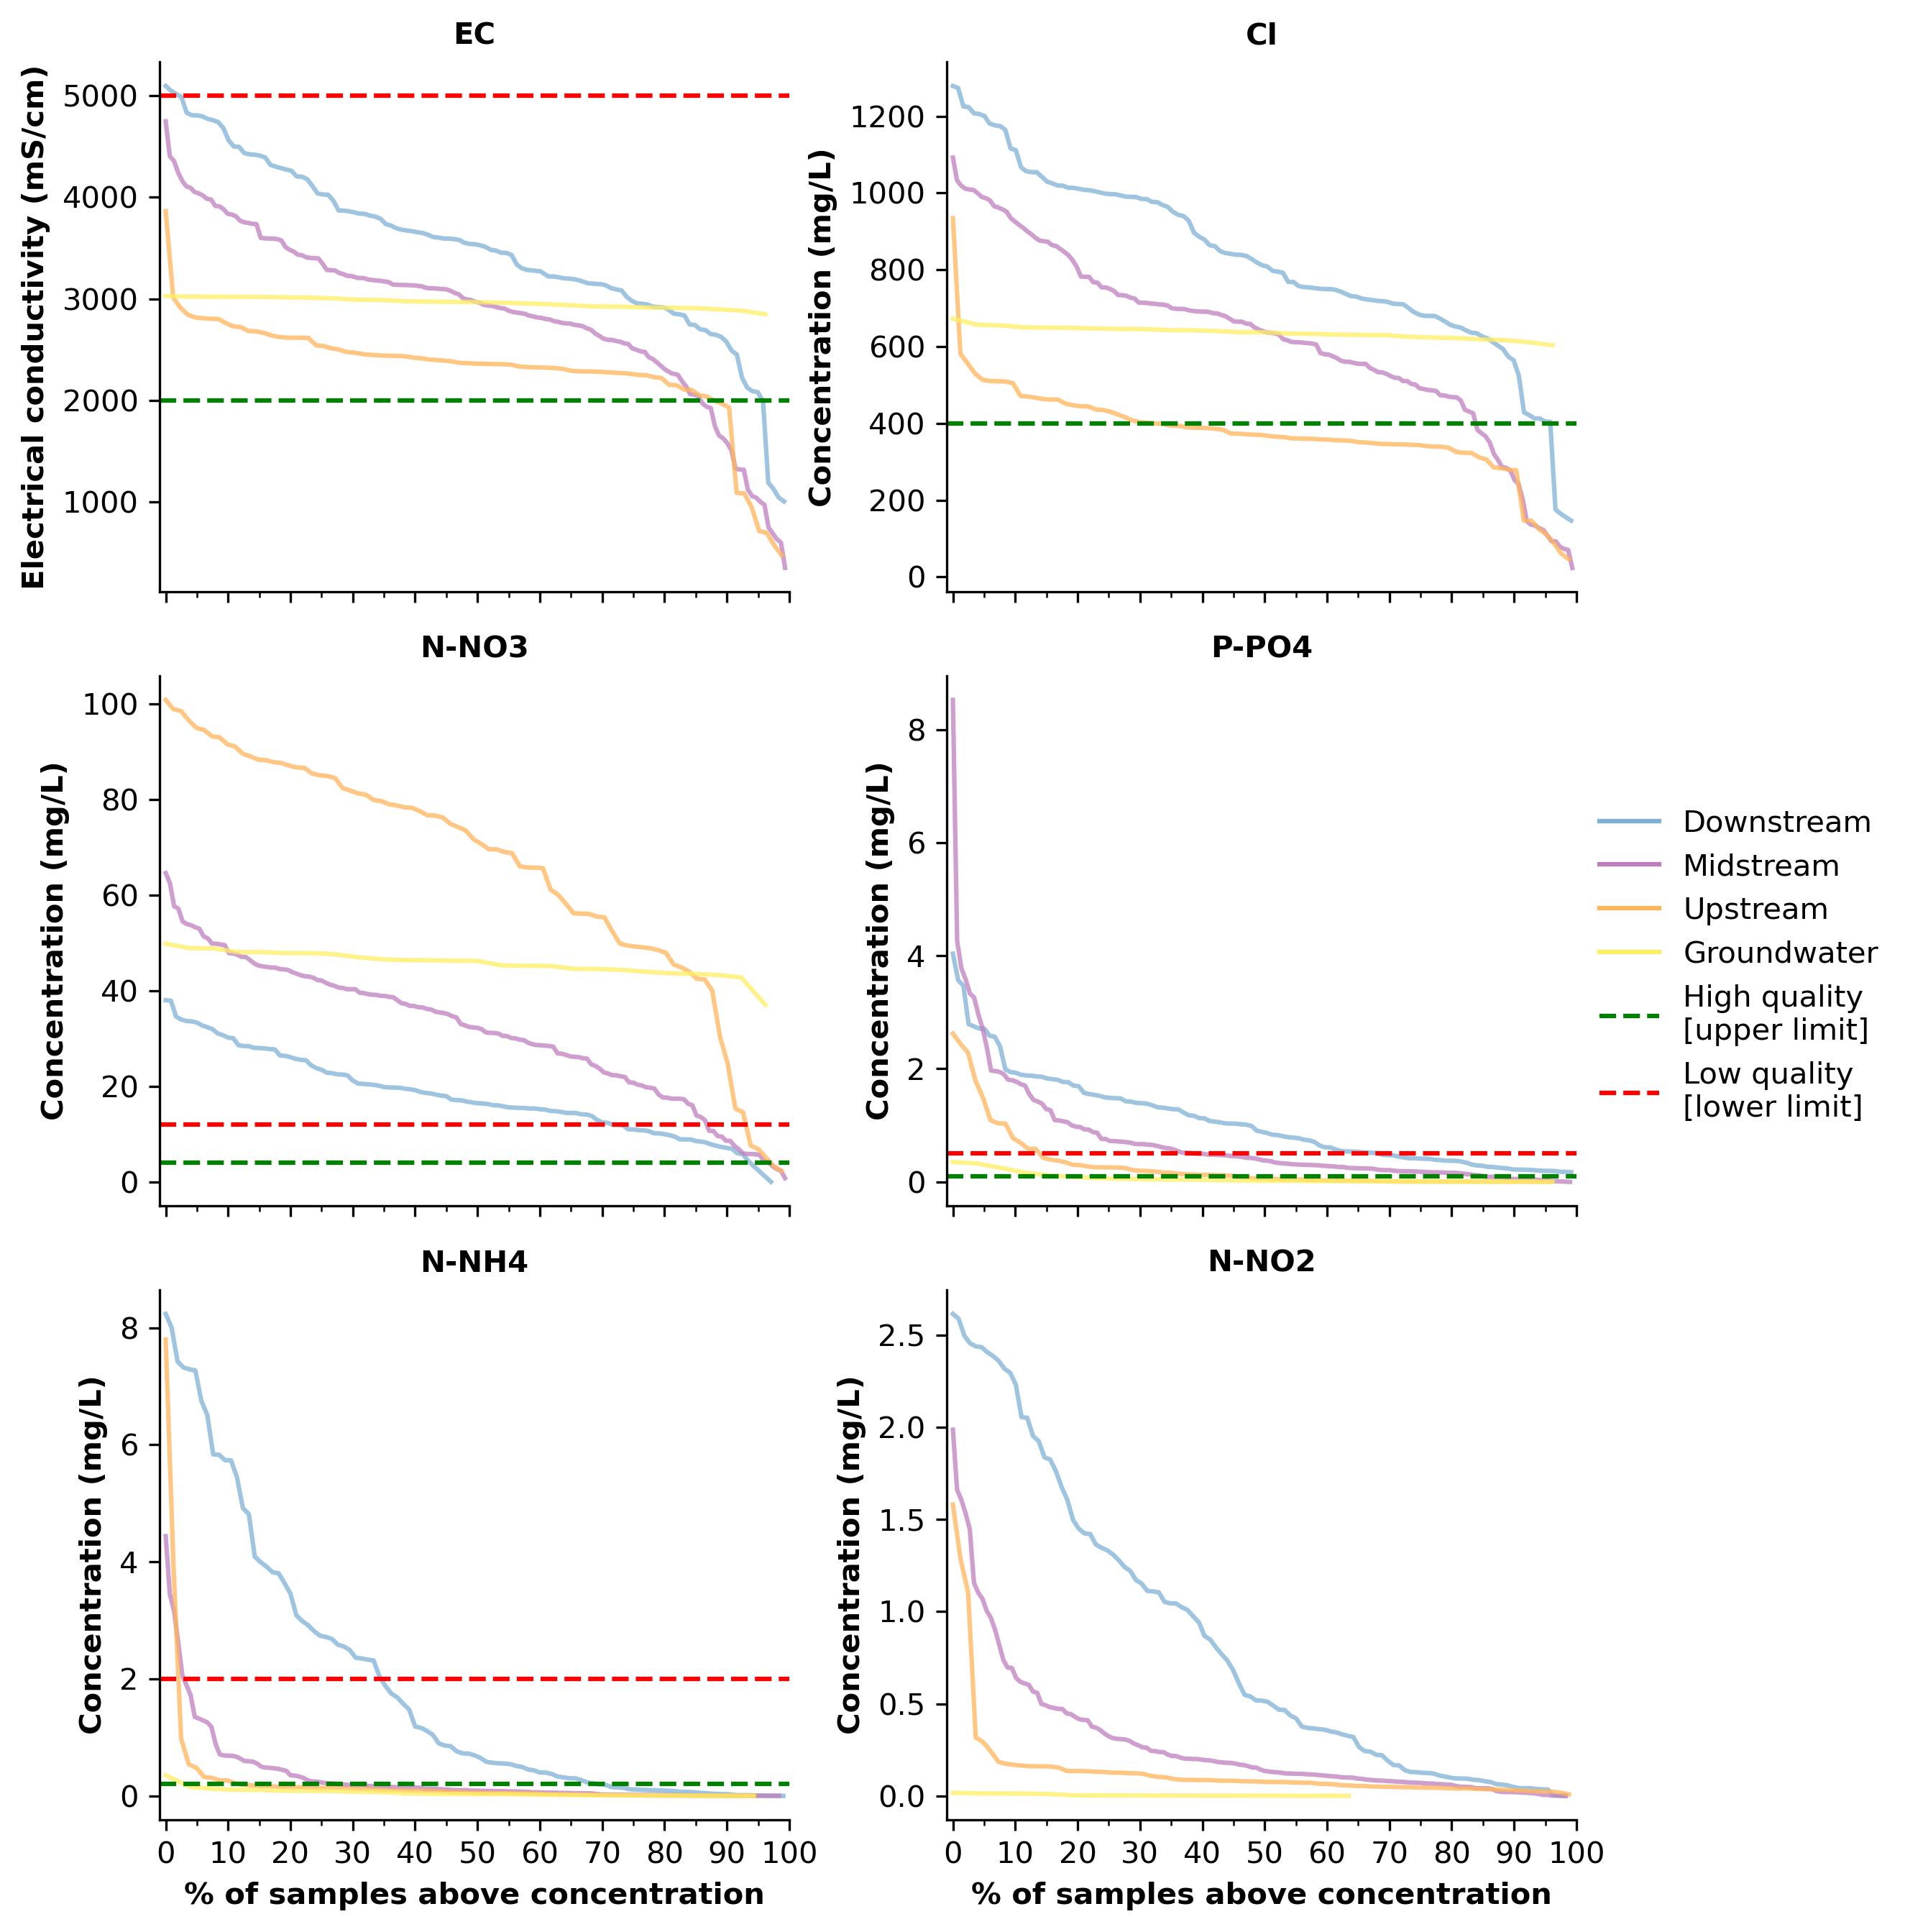 EC
Electrical conductivity (mS/cm)
5000
4000
3000
2000
1000
Cl
Concentration (mg/L)
1200
1000
800
600
400
200
0
N-NO3
Concentration (mg/L)
100
80
60
40
20
0
P-PO4
Concentration (mg/L)
8
6
4
2
0
Downstream
Midstream
Upstream
Groundwater
High quality
[upper limit]
Low quality
[lower limit]
N-NH4
Concentration (mg/L)
8
6
4
2
0
0 10 20 30 40 50 60 70 80 90 100
% of samples above concentration
N-NO2
Concentration (mg/L)
2.5
2.0
1.5
1.0
0.5
0.0
0 10 20 30 40 50 60 70 80 90 100
% of samples above concentration